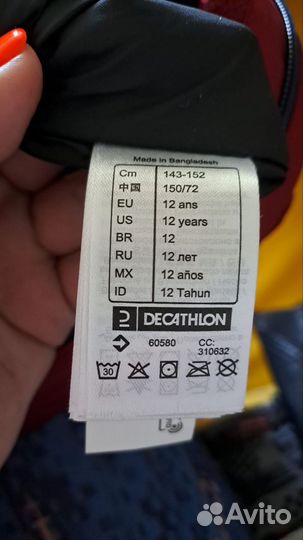 Made in Bangladesh
Cm 143-152
中国 150/72
EU 12 ans
US 12 years
BR 12
RU 12 лет
MX 12 años
ID 12 Tahun
DECATHLON
60580 CC: 310632
30
Avito